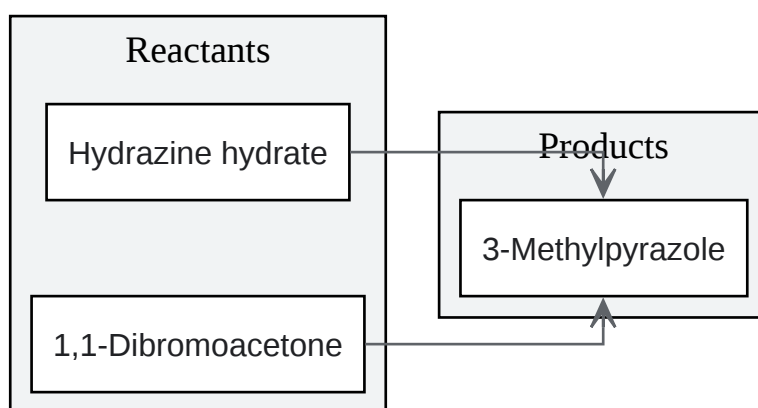 Reactants
Hydrazine hydrate
1,1-Dibromoacetone
Products
3-Methylpyrazole